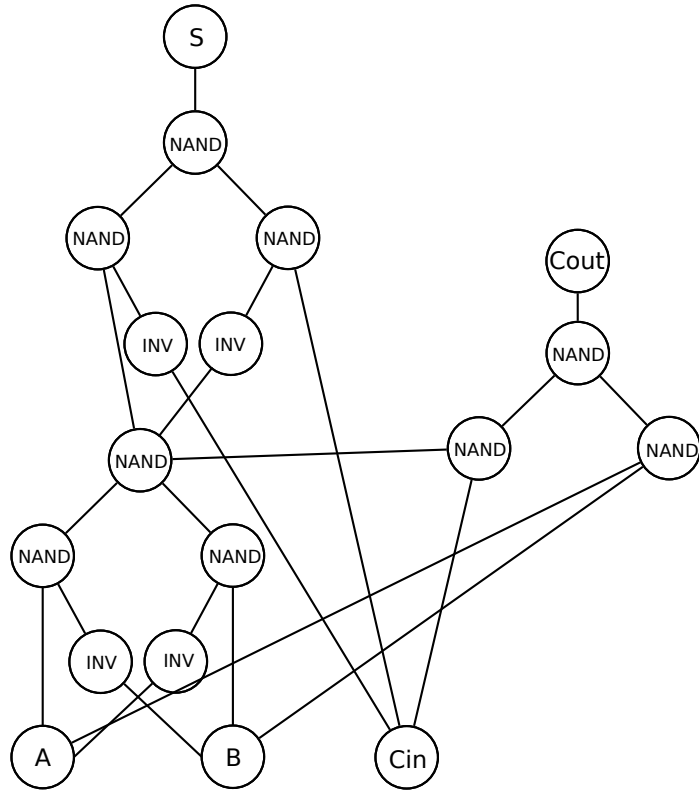 S
NAND
NAND NAND
Cout
INV INV
NAND
NAND NAND NAND
NAND NAND
INV INV
A B Cin